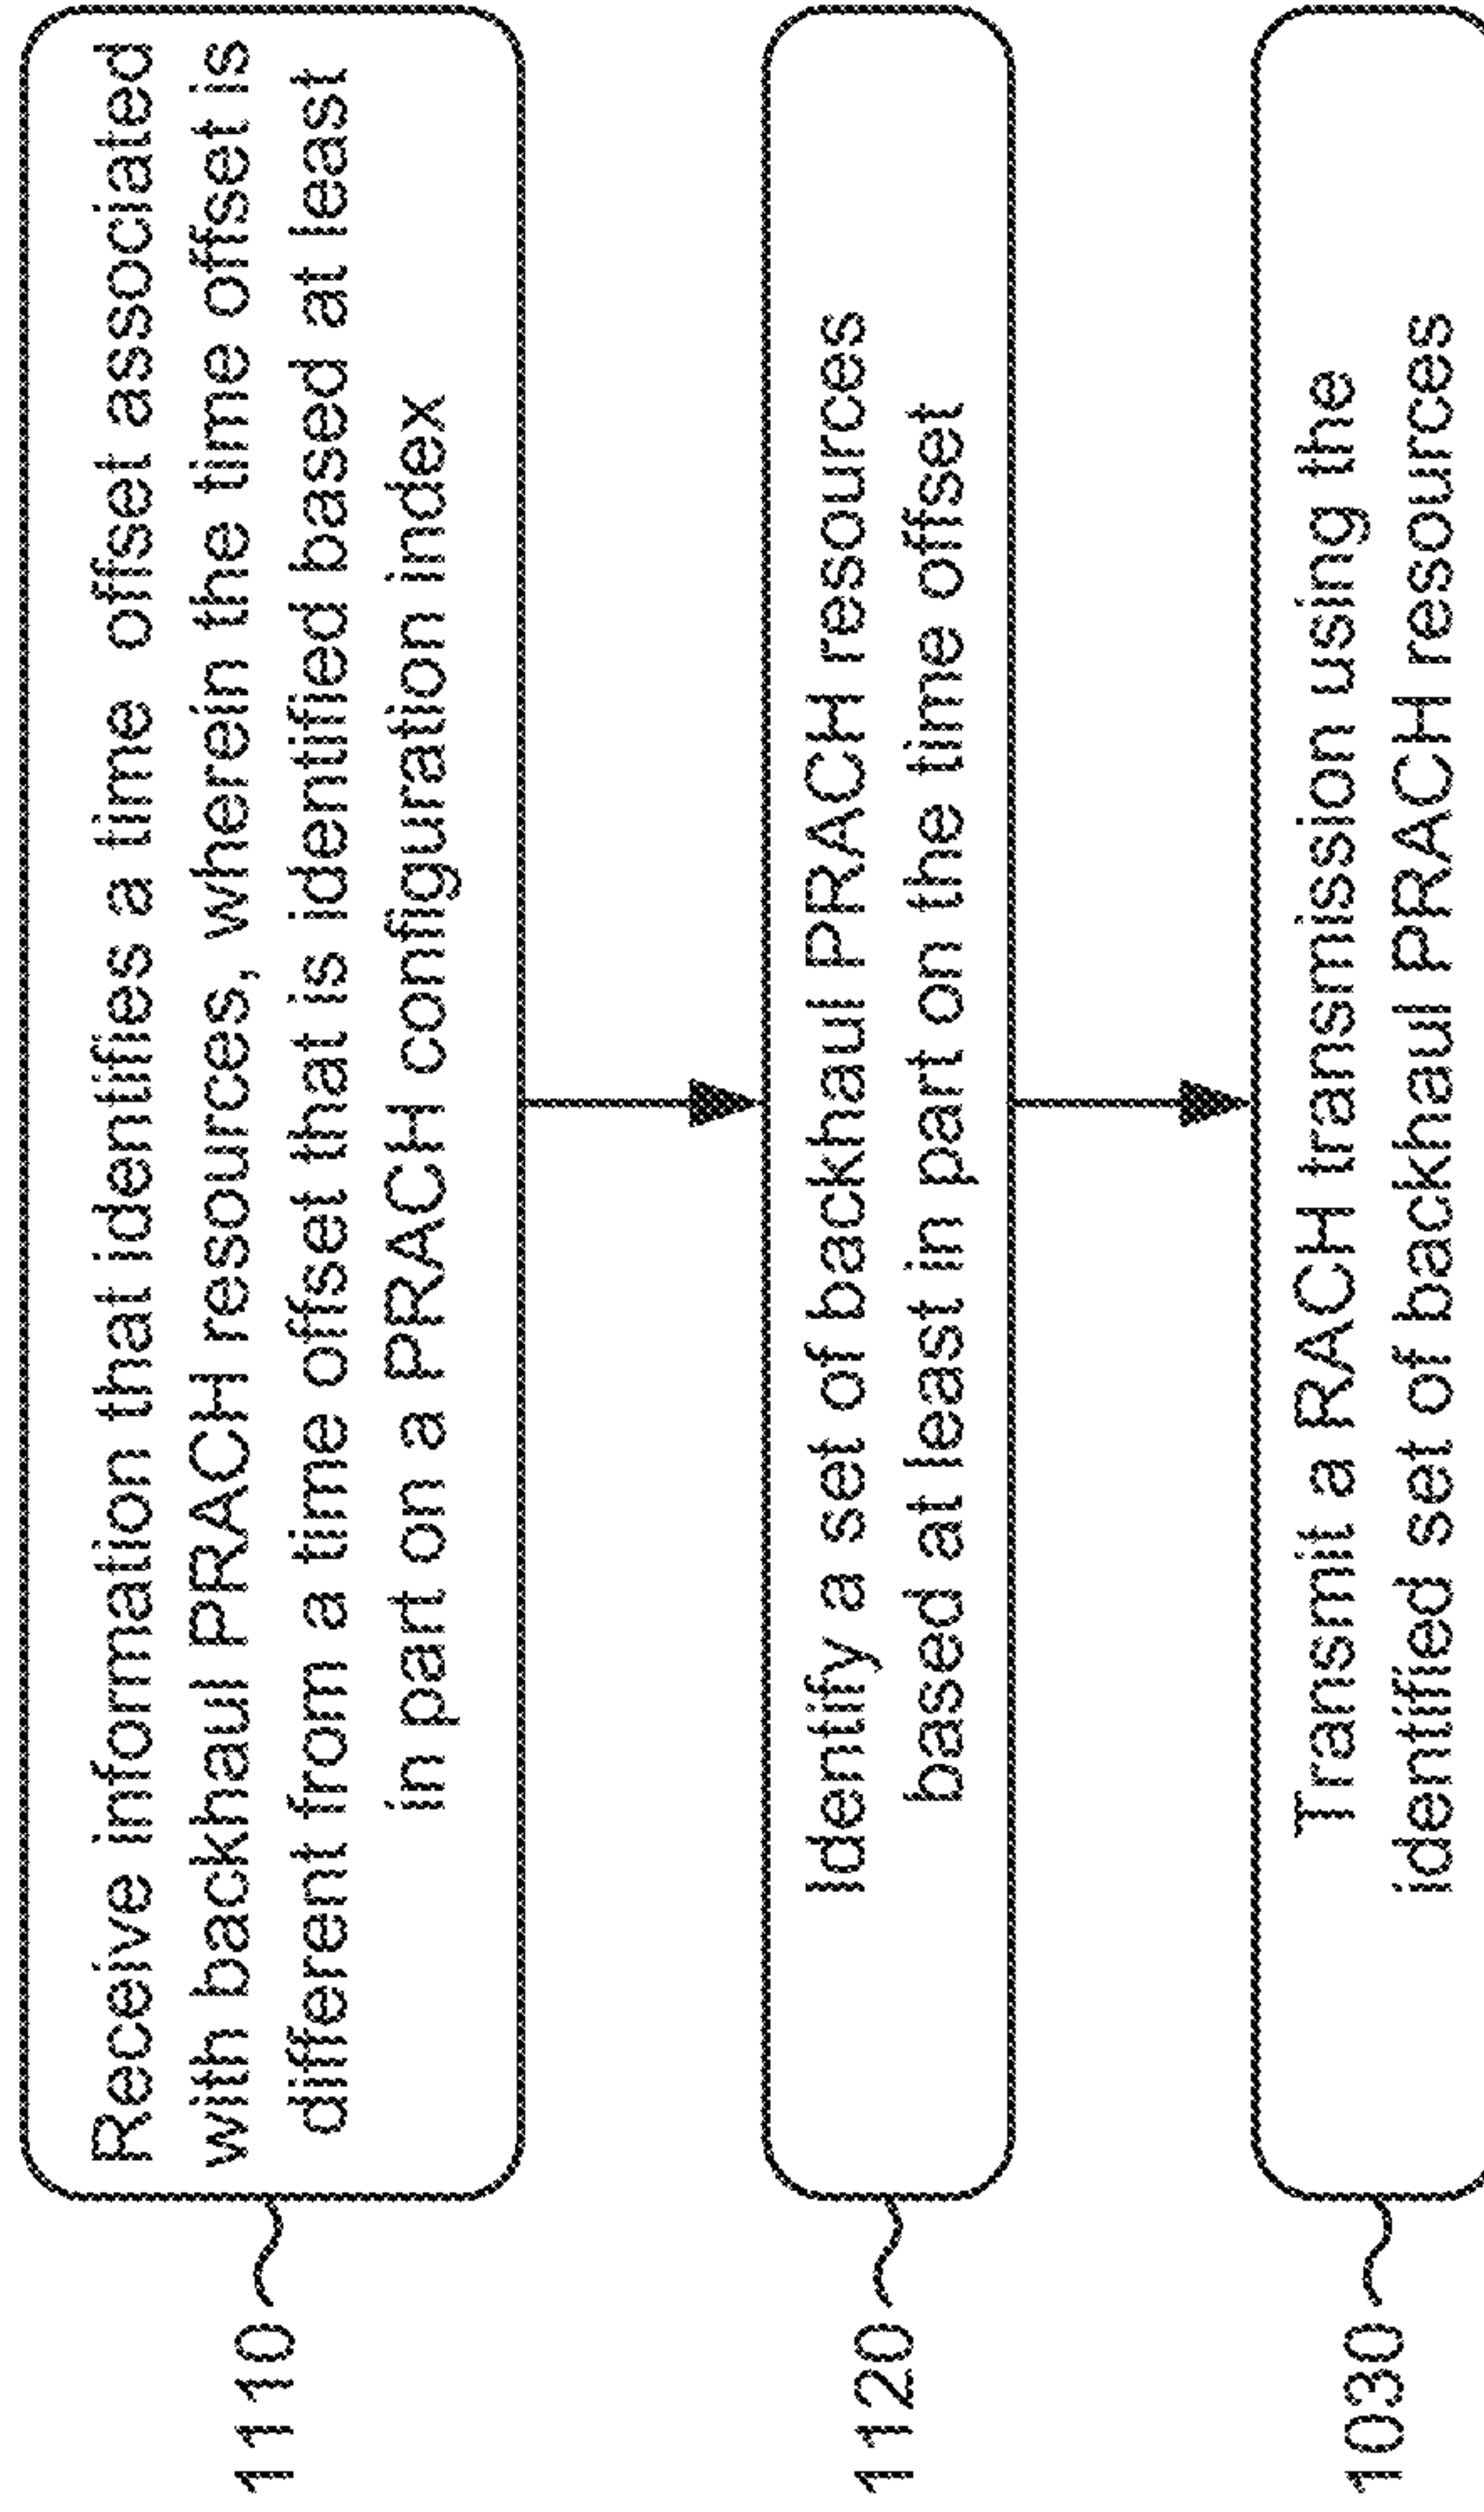 1110
Receive information that identifies a time offset associated
with backhaul PRACH resources, wherein the time offset is
different from a time offset that is identified based at least
in part on a PRACH configuration index
1120
Identify a set of backhaul PRACH resources
based at least in part on the time offset
1030
Transmit a RACH transmission using the
identified set of backhaul PRACH resources